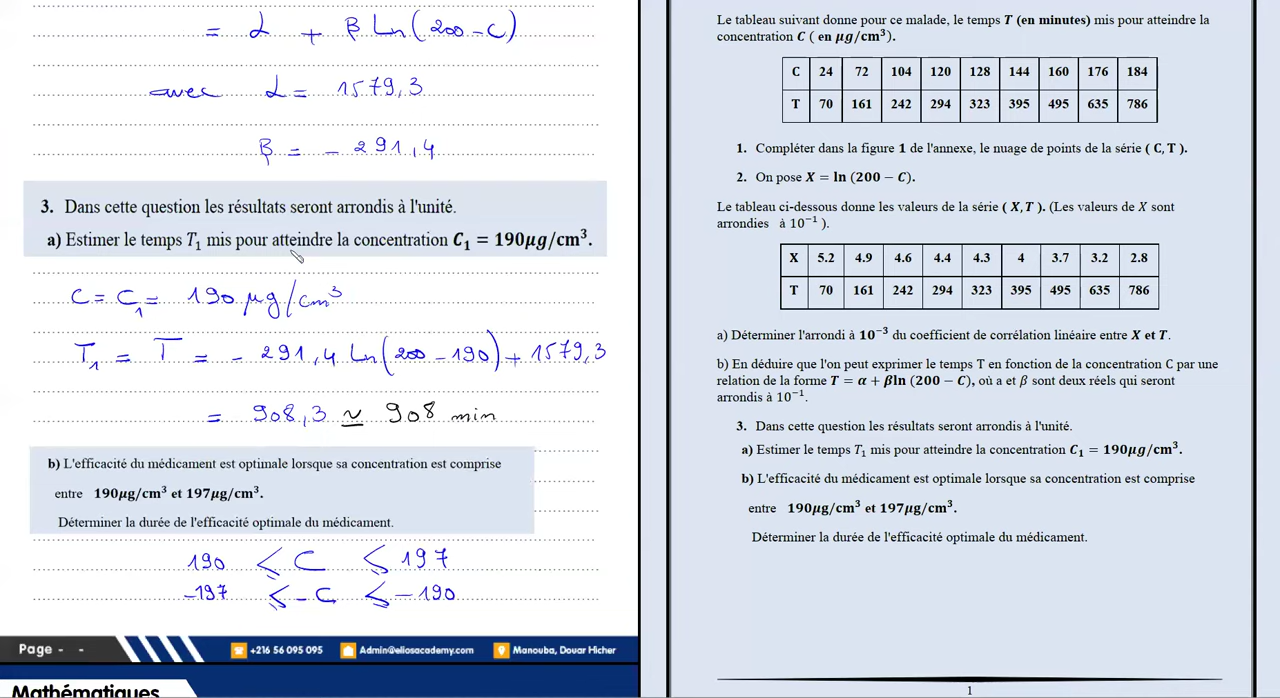 = α + β Ln(200 - C)
avec α = 1579,3
β = - 291,4
3. Dans cette question les résultats seront arrondis à l'unité.
a) Estimer le temps T₁ mis pour atteindre la concentration C₁ = 190μg/cm³.
C = C₁ = 190 μg/cm³
T₁ = T = - 291,4 Ln(200 - 190) + 1579,3
= 908,3 ≃ 908 min
b) L'efficacité du médicament est optimale lorsque sa concentration est comprise
entre 190μg/cm³ et 197μg/cm³.
Déterminer la durée de l'efficacité optimale du médicament.
190 ≤ C ≤ 197
-197 ≤ -C ≤ -190
Page - -
+216 56 095 095 Admin@eliosacademy.com Manouba, Douar Hicher
Mathématiques
Le tableau suivant donne pour ce malade, le temps T (en minutes) mis pour atteindre la
concentration C ( en μg/cm³).
C 24 72 104 120 128 144 160 176 184
T 70 161 242 294 323 395 495 635 786
1. Compléter dans la figure 1 de l'annexe, le nuage de points de la série ( C, T ).
2. On pose X = ln (200 − C).
Le tableau ci-dessous donne les valeurs de la série ( X, T ). (Les valeurs de X sont
arrondies à 10⁻¹ ).
X 5.2 4.9 4.6 4.4 4.3 4 3.7 3.2 2.8
T 70 161 242 294 323 395 495 635 786
a) Déterminer l'arrondi à 10⁻³ du coefficient de corrélation linéaire entre X et T.
b) En déduire que l'on peut exprimer le temps T en fonction de la concentration C par une
relation de la forme T = α + βln (200 − C), où a et β sont deux réels qui seront
arrondis à 10⁻¹.
3. Dans cette question les résultats seront arrondis à l'unité.
a) Estimer le temps T₁ mis pour atteindre la concentration C₁ = 190μg/cm³.
b) L'efficacité du médicament est optimale lorsque sa concentration est comprise
entre 190μg/cm³ et 197μg/cm³.
Déterminer la durée de l'efficacité optimale du médicament.
1